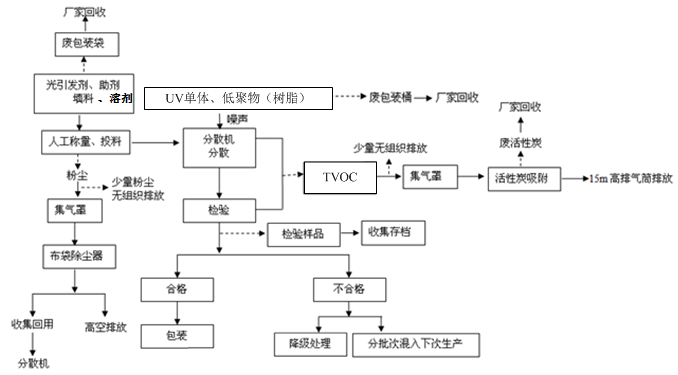 厂家回收
废包装袋
光引发剂、助剂
填料、溶剂
UV单体、低聚物（树脂）
废包装桶
厂家回收
厂家回收
噪声
废活性炭
人工称量、投料
分散机
分散
少量无组织排放
粉尘
TVOC
集气罩
活性炭吸附
15m高排气筒排放
少量粉尘
无组织排放
集气罩
检验
检验样品
收集存档
布袋除尘器
合格
不合格
收集回用
高空排放
包装
降级处理
分批次混入下次生产
分散机